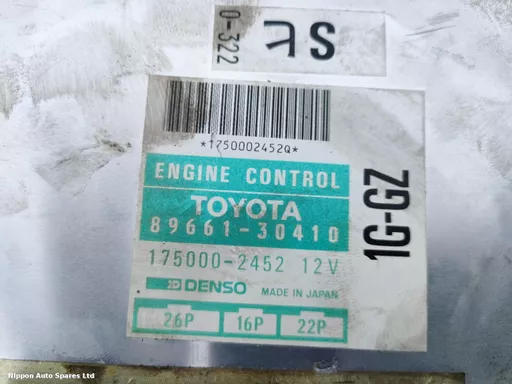 0-322
7S
*1750002452Q*
ENGINE CONTROL
TOYOTA
89661-30410
175000-2452 12V
DENSO MADE IN JAPAN
26P 16P 22P
1G-GZ
Nippon Auto Spares Ltd